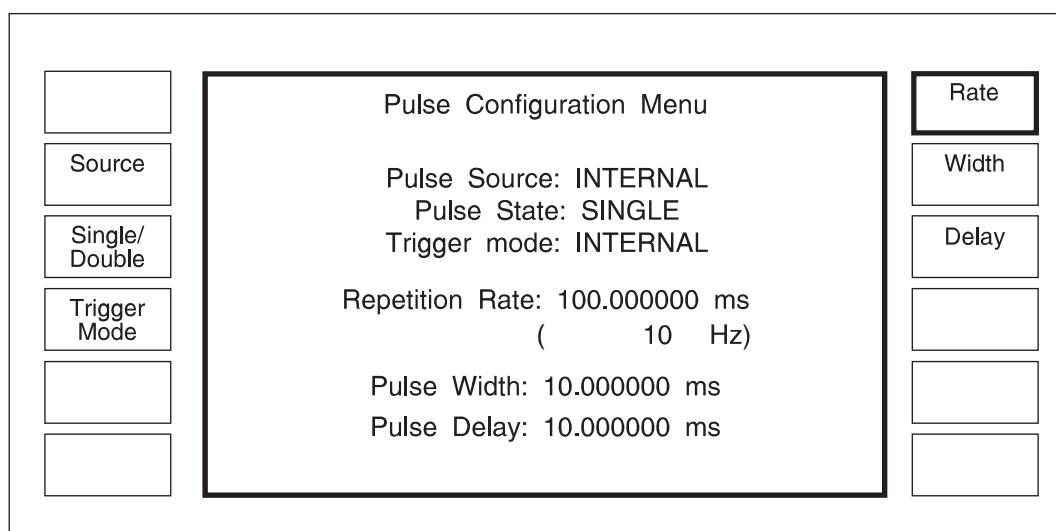 Pulse Configuration Menu
Source
Single/
Double
Trigger
Mode
Pulse Source: INTERNAL
Pulse State: SINGLE
Trigger mode: INTERNAL
Repetition Rate: 100.000000 ms
( 10 Hz)
Pulse Width: 10.000000 ms
Pulse Delay: 10.000000 ms
Rate
Width
Delay